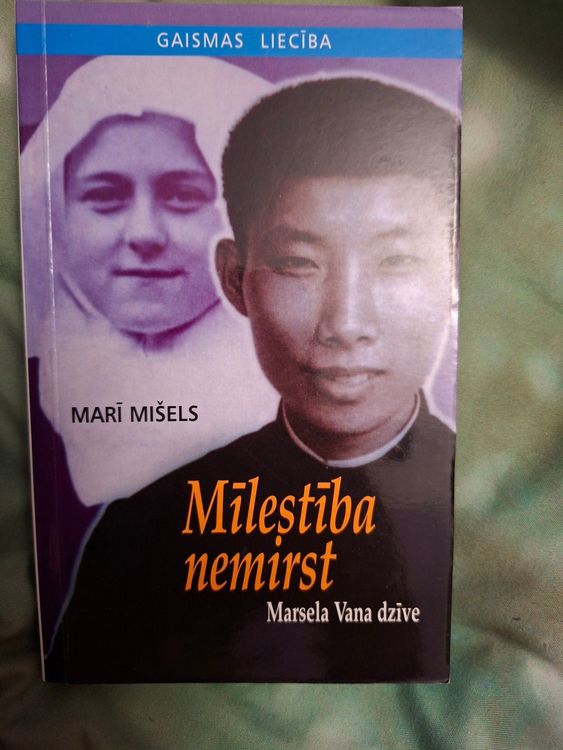 GAISMAS LIECĪBA
MARĪ MIŠELS
Mīlestība
nemirst
Marsela Vana dzīve